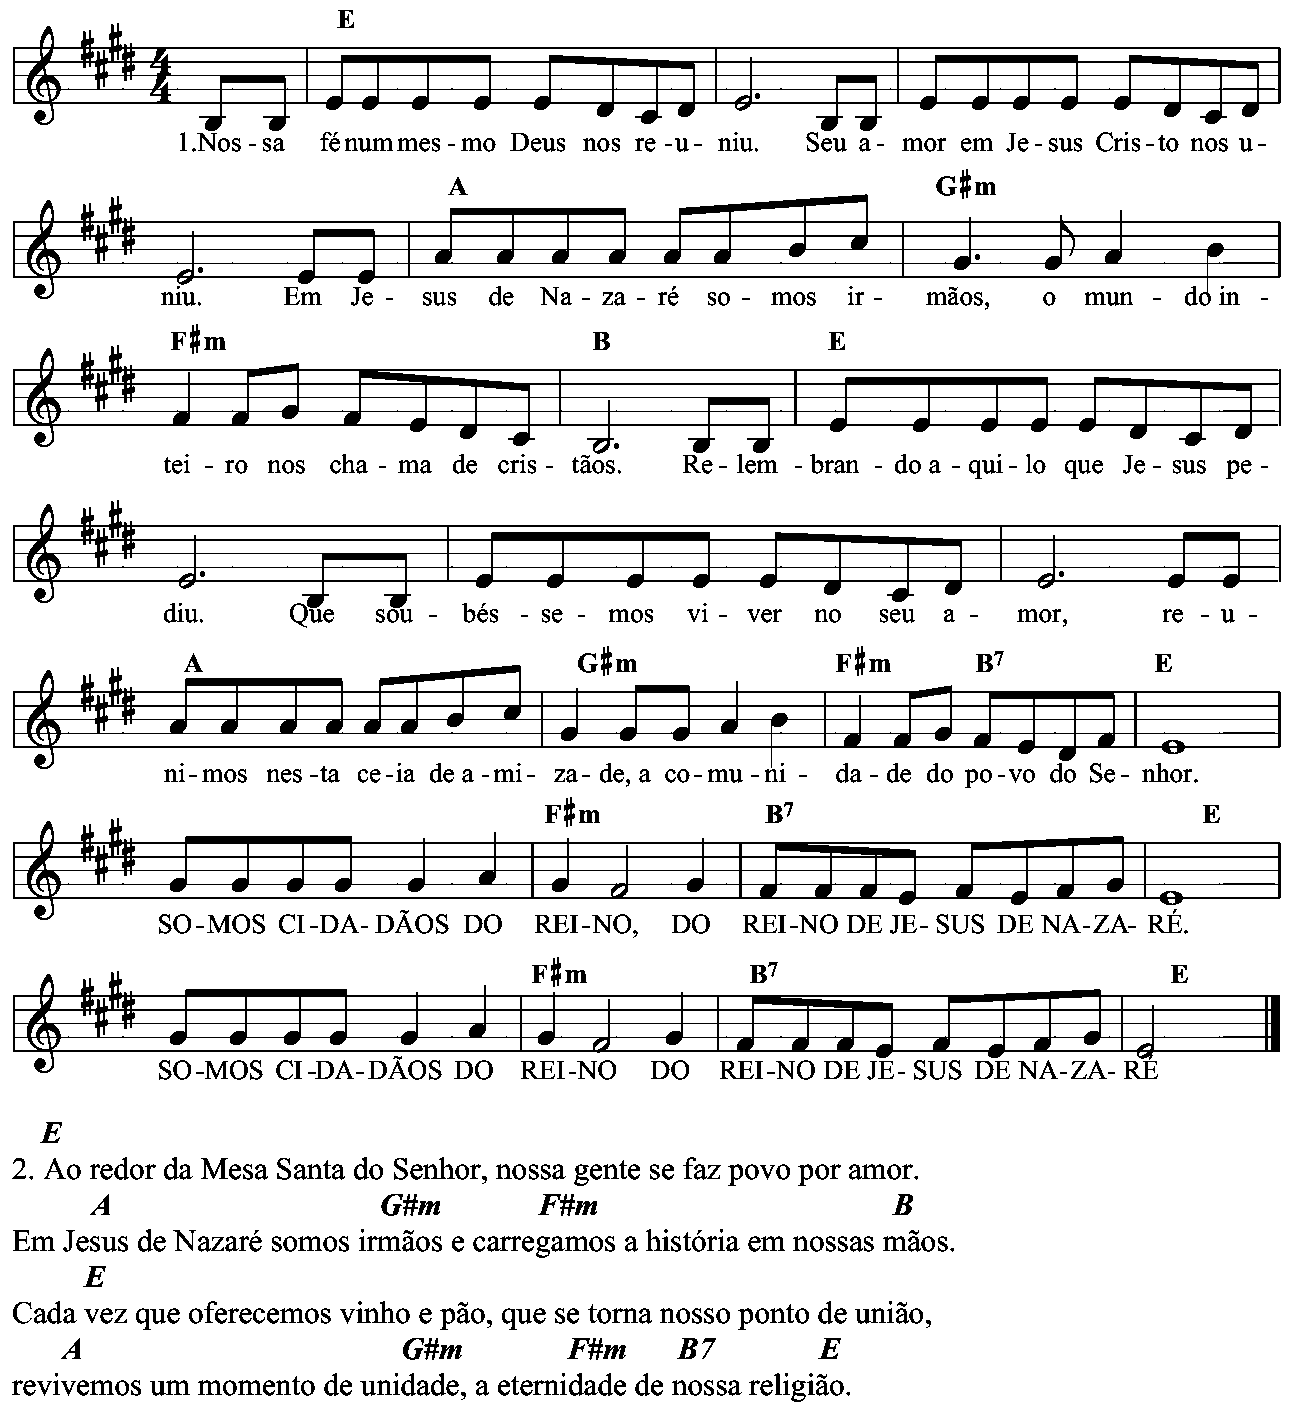 E
1.Nos-sa fé num mes-mo Deus nos re-u-niu. Seu a-mor em Je-sus Cris-to nos u-
A G#m
niu. Em Je-sus de Na-za-ré so-mos ir-mãos, o mun-do in-
F#m B E
tei-ro nos cha-ma de cris-tãos. Re-lem-bran-do a-qui-lo que Je-sus pe-
diu. Que sou-bés-se-mos vi-ver no seu a-mor, re-u-
A G#m F#m B7 E
ni-mos nes-ta ce-ia de a-mi-za-de, a co-mu-ni-da-de do po-vo do Se-nhor.
F#m B7 E
SO-MOS CI-DA-DÃOS DO REI-NO, DO REI-NO DE JE-SUS DE NA-ZA-RÉ.
F#m B7 E
SO-MOS CI-DA-DÃOS DO REI-NO DO REI-NO DE JE-SUS DE NA-ZA-RÉ
E
2. Ao redor da Mesa Santa do Senhor, nossa gente se faz povo por amor.
A G#m F#m B
Em Jesus de Nazaré somos irmãos e carregamos a história em nossas mãos.
E
Cada vez que oferecemos vinho e pão, que se torna nosso ponto de união,
A G#m F#m B7 E
revivemos um momento de unidade, a eternidade de nossa religião.